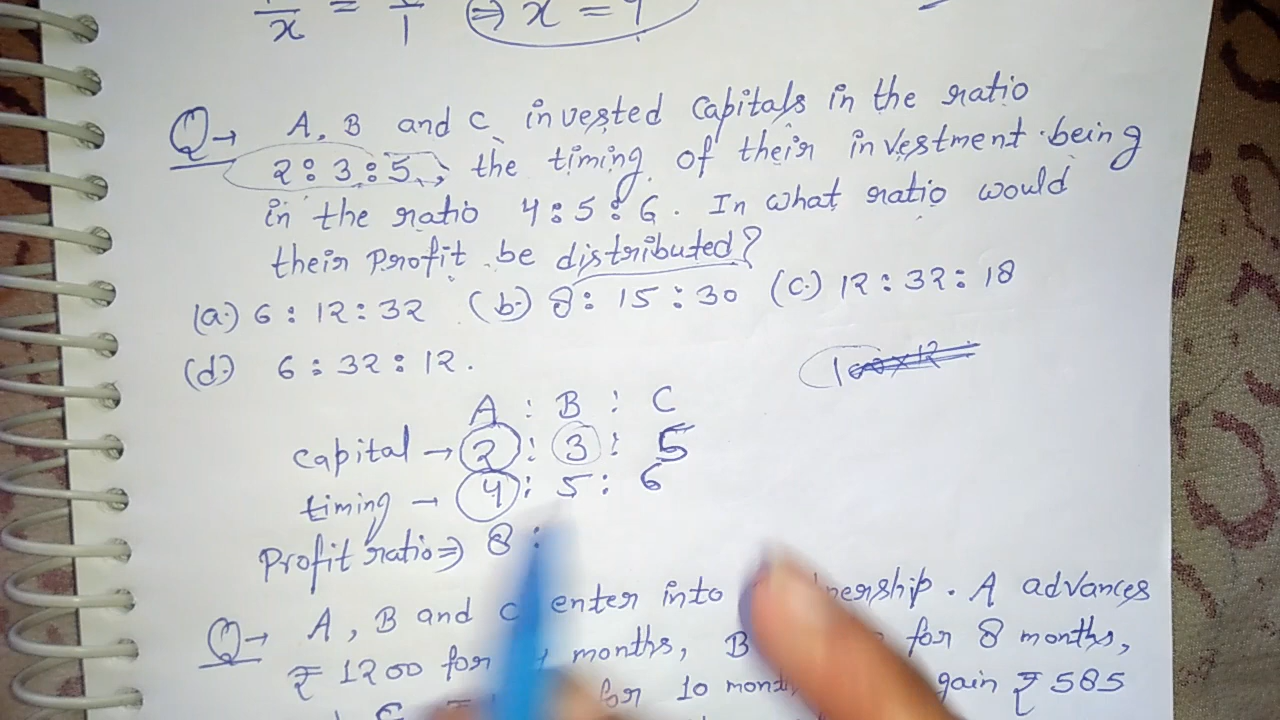 x = 1 ⇒ x = 9
Q→ A, B and C invested Capitals in the ratio
2:3:5, the timing of their investment being
in the ratio 4:5:6. In what ratio would
their Profit be distributed?
(a.) 6 : 12 : 32 (b.) 8 : 15 : 30 (c.) 12 : 32 : 18
(d.) 6 : 32 : 12.
A : B : C
capital → 2 : 3 : 5
timing → 4 : 5 : 6
Profit ratio ⇒ 8 :
Q→ A, B and C enter into A advances
₹ 1200 for months, B for 8 months,
for 10 gain ₹ 585